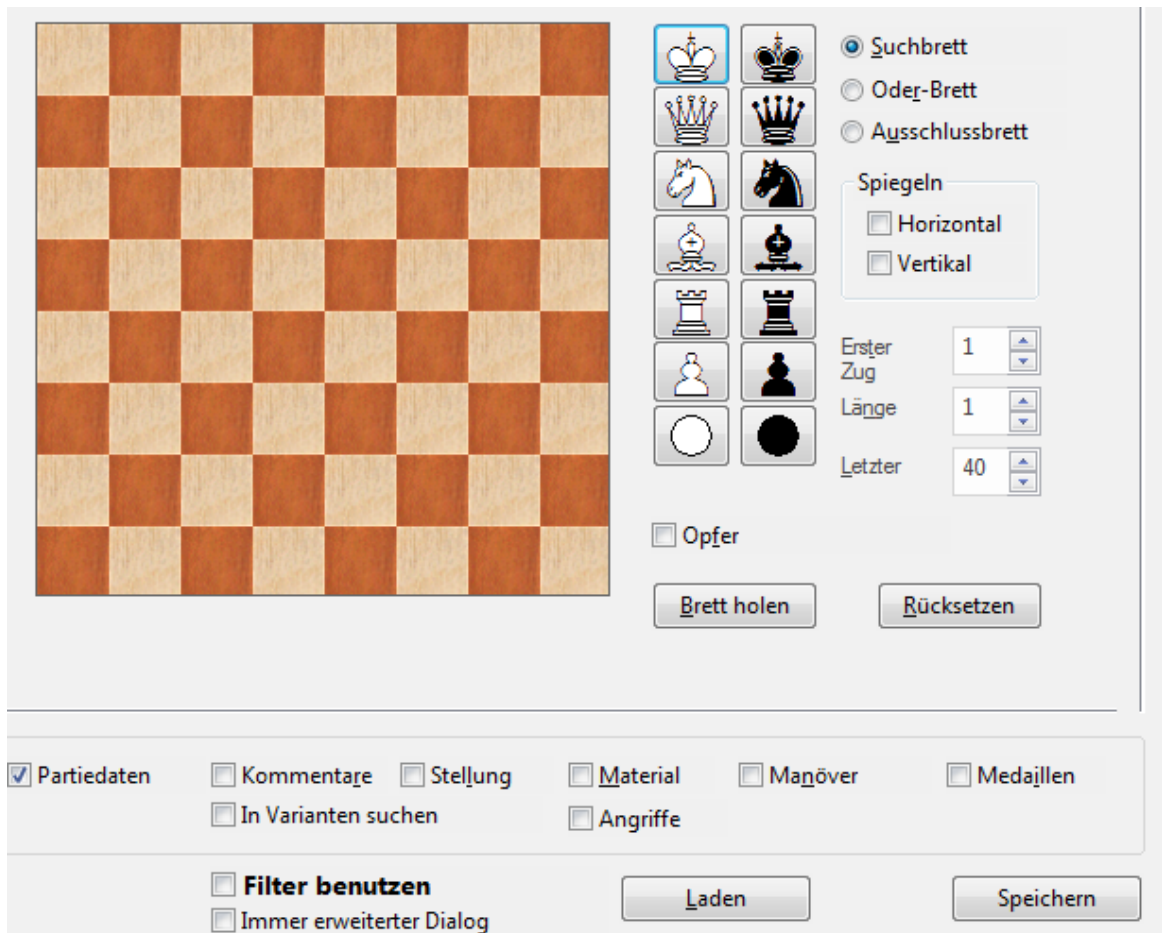 Suchbrett
Oder-Brett
Ausschlussbrett
Spiegeln
Horizontal
Vertikal
Erster
Zug
1
Länge
1
Letzter
40
Opfer
Brett holen
Rücksetzen
Partiedaten
Kommentare
Stellung
Material
Manöver
Medaillen
In Varianten suchen
Angriffe
Filter benutzen
Laden
Speichern
Immer erweiterter Dialog